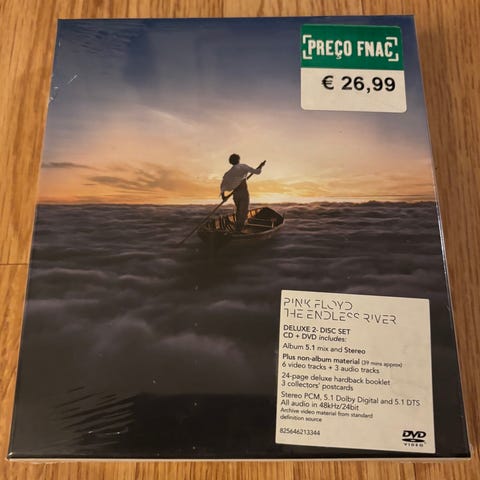 PREÇO FNAC
€ 26,99
PINK FLOYD
THE ENDLESS RIVER
DELUXE 2- DISC SET
CD + DVD includes:
Album 5.1 mix and Stereo
Plus non-album material (39 mins approx)
6 video tracks + 3 audio tracks
24-page deluxe hardback booklet
3 collectors' postcards
Stereo PCM, 5.1 Dolby Digital and 5.1 DTS
All audio in 48kHz/24bit
Archive video material from standard
definition source
825646213344
DVD
VIDEO